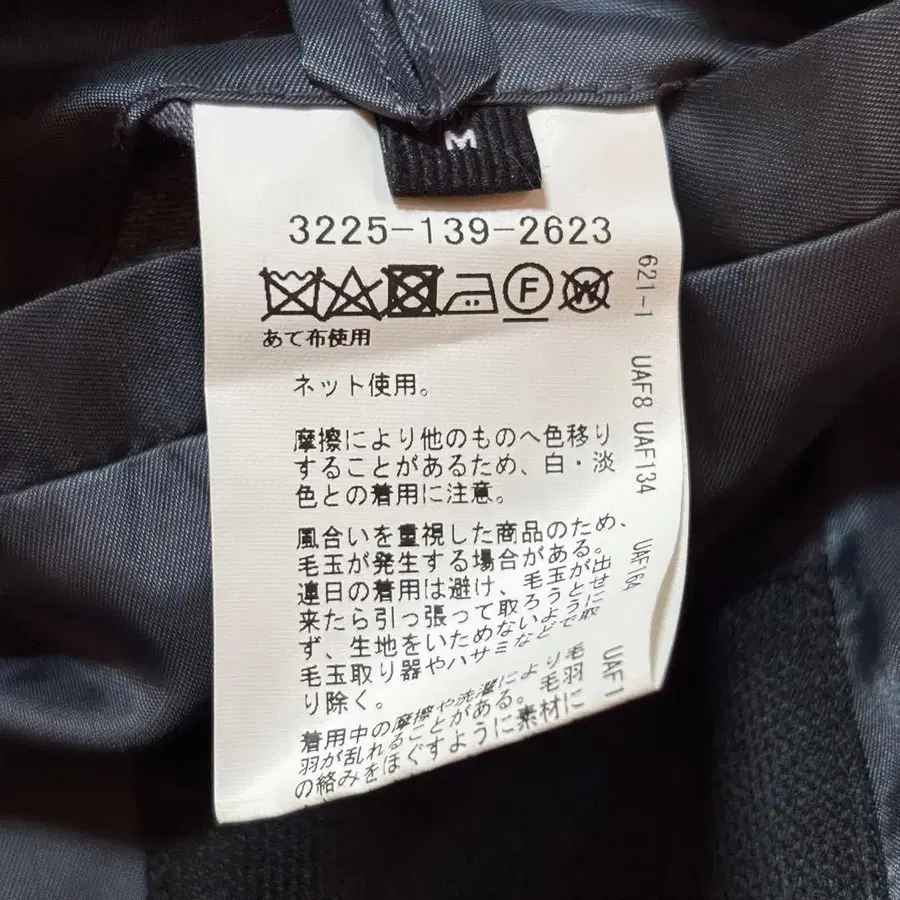 M
3225-139-2623
F W
あて布使用
ネット使用。
摩擦により他のものへ色移り
することがあるため、白・淡
色との着用に注意。
風合いを重視した商品のため、
毛玉が発生する場合がある。
連日の着用は避け、毛玉が出
来たら引っ張って取ろうとせ
ず、生地をいためないように
毛玉取り器やハサミなどで取
り除く。
着用中の摩擦や洗濯により毛
羽が乱れることがある。毛羽
の絡みをほぐすように素材に
621-1 UAF8 UAF134 UAF164 UAF1